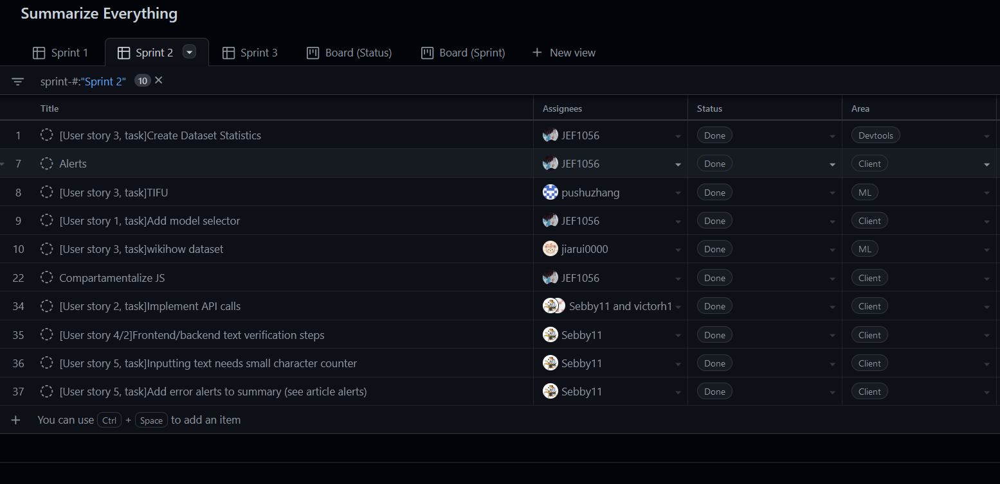 Summarize Everything
Sprint 1 Sprint 2 Sprint 3 Board (Status) Board (Sprint) + New view
sprint-#:"Sprint 2" 10
Title Assignees Status Area
1 [User story 3, task]Create Dataset Statistics JEF1056 Done Devtools
7 Alerts JEF1056 Done Client
8 [User story 3, task]TIFU pushuzhang Done ML
9 [User story 1, task]Add model selector JEF1056 Done Client
10 [User story 3, task]wikihow dataset jiarui0000 Done ML
22 Compartamentalize JS JEF1056 Done Client
34 [User story 2, task]Implement API calls Sebby11 and victorh1 Done Client
35 [User story 4/2]Frontend/backend text verification steps Sebby11 Done Client
36 [User story 5, task]Inputting text needs small character counter Sebby11 Done Client
37 [User story 5, task]Add error alerts to summary (see article alerts) Sebby11 Done Client
+ You can use Ctrl + Space to add an item